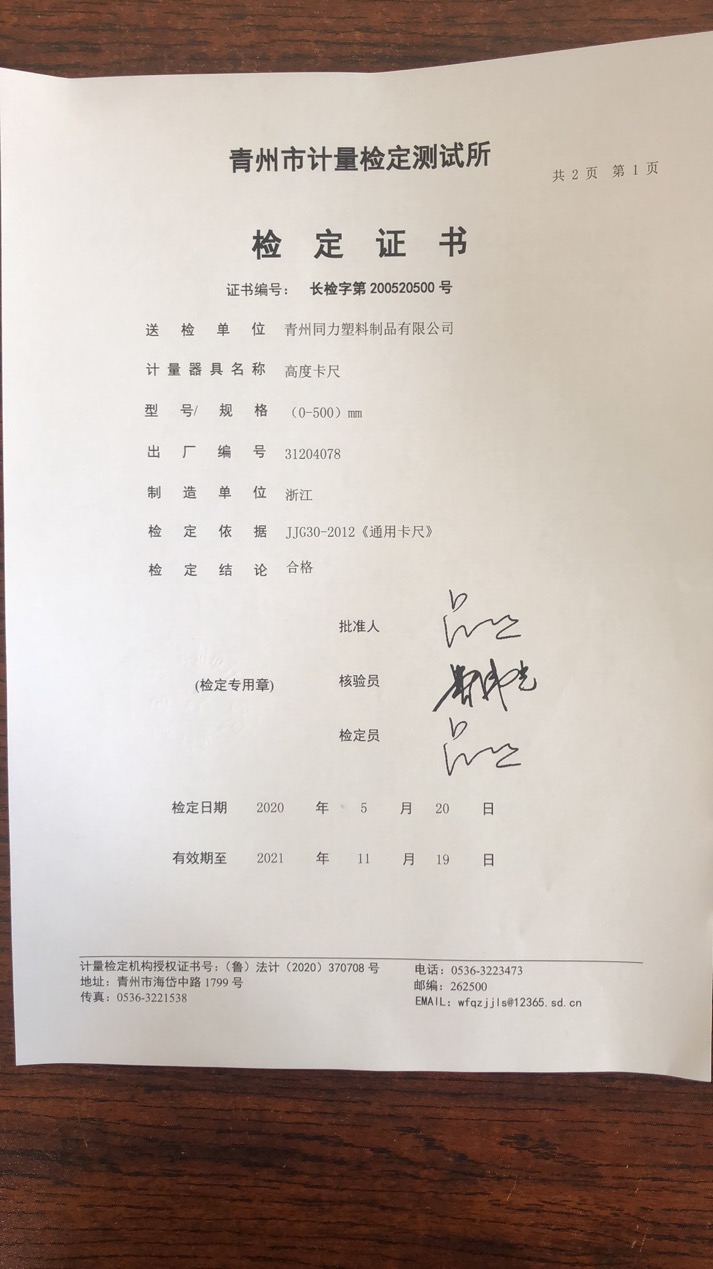 青州市计量检定测试所
共 2 页 第 1 页
检 定 证 书
证书编号： 长检字第 200520500 号
送 检 单 位 青州同力塑料制品有限公司
计 量 器 具 名 称 高度卡尺
型 号/ 规 格 （0-500）mm
出 厂 编 号 31204078
制 造 单 位 浙江
检 定 依 据 JJG30-2012《通用卡尺》
检 定 结 论 合格
批准人
(检定专用章) 核验员
检定员
检定日期 2020 年 5 月 20 日
有效期至 2021 年 11 月 19 日
计量检定机构授权证书号：（鲁）法计（2020）370708 号
地址：青州市海岱中路 1799 号
传真：0536-3221538
电话：0536-3223473
邮编：262500
EMAIL：wfqzjjls@12365.sd.cn